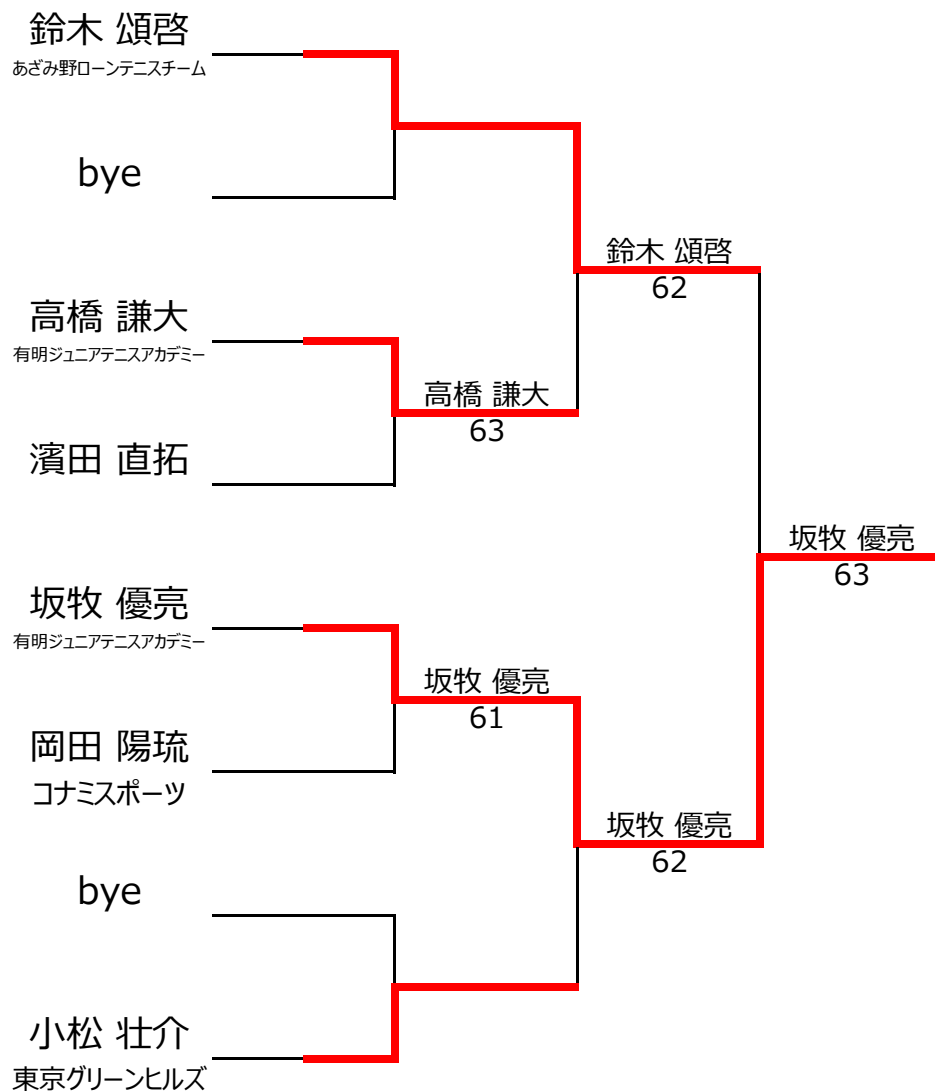 鈴木 頌啓
あざみ野ローンテニスチーム
bye
鈴木 頌啓
62
高橋 謙大
有明ジュニアテニスアカデミー
高橋 謙大
63
濱田 直拓
坂牧 優亮
63
坂牧 優亮
有明ジュニアテニスアカデミー
坂牧 優亮
61
岡田 陽琉
コナミスポーツ
坂牧 優亮
62
bye
小松 壮介
東京グリーンヒルズ